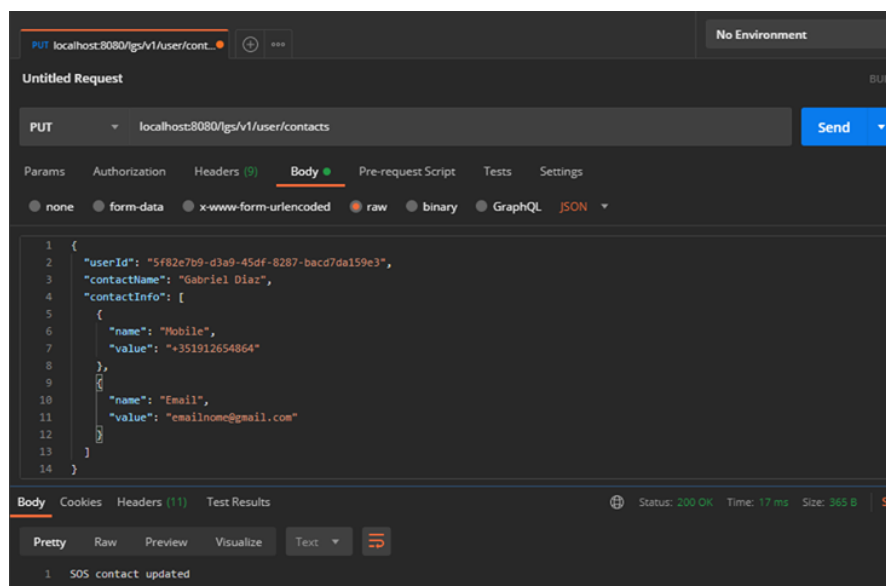 PUT localhost:8080/lgs/v1/user/cont...
No Environment
Untitled Request
PUT localhost:8080/lgs/v1/user/contacts Send
Params Authorization Headers (9) Body Pre-request Script Tests Settings
none form-data x-www-form-urlencoded raw binary GraphQL JSON
1 {
2 "userId": "5f82e7b9-d3a9-45df-8287-bacd7da159e3",
3 "contactName": "Gabriel Diaz",
4 "contactInfo": [
5 {
6 "name": "Mobile",
7 "value": "+351912654864"
8 },
9 {
10 "name": "Email",
11 "value": "emailnome@gmail.com"
12 }
13 ]
14 }
Body Cookies Headers (11) Test Results Status: 200 OK Time: 17 ms Size: 365 B
Pretty Raw Preview Visualize Text
1 SOS contact updated